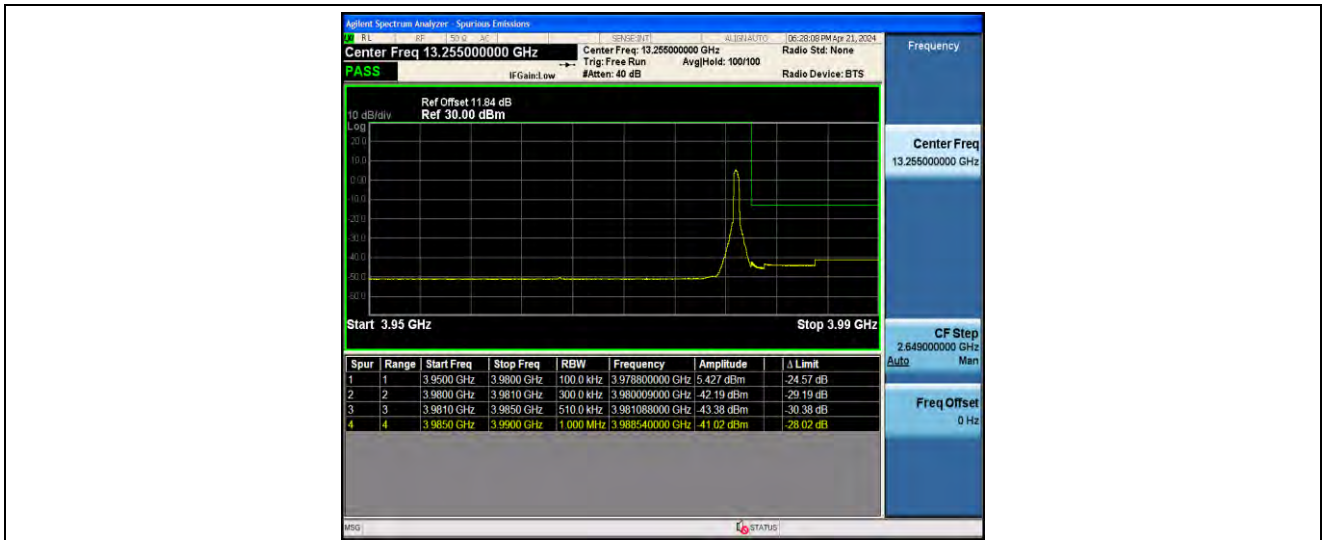 Agilent Spectrum Analyzer - Spurious Emissions
RL RF 50 Ω AC SENSE:INT ALIGNAUTO 06:28:08 PM Apr 21, 2024
Center Freq 13.255000000 GHz
Center Freq: 13.255000000 GHz Radio Std: None
Trig: Free Run Avg|Hold: 100/100
PASS IFGain:Low #Atten: 40 dB Radio Device: BTS
Ref Offset 11.84 dB
10 dB/div Ref 30.00 dBm
Log
20.0
10.0
0.00
-10.0
-20.0
-30.0
-40.0
-50.0
-60.0
Start 3.95 GHz Stop 3.99 GHz
Spur Range Start Freq Stop Freq RBW Frequency Amplitude Δ Limit
1 1 3.9500 GHz 3.9800 GHz 100.0 kHz 3.978800000 GHz 5.427 dBm -24.57 dB
2 2 3.9800 GHz 3.9810 GHz 300.0 kHz 3.980009000 GHz -42.19 dBm -29.19 dB
3 3 3.9810 GHz 3.9850 GHz 510.0 kHz 3.981088000 GHz -43.38 dBm -30.38 dB
4 4 3.9850 GHz 3.9900 GHz 1.000 MHz 3.988540000 GHz -41.02 dBm -28.02 dB
MSG STATUS
Frequency
Center Freq
13.255000000 GHz
CF Step
2.649000000 GHz
Auto Man
Freq Offset
0 Hz